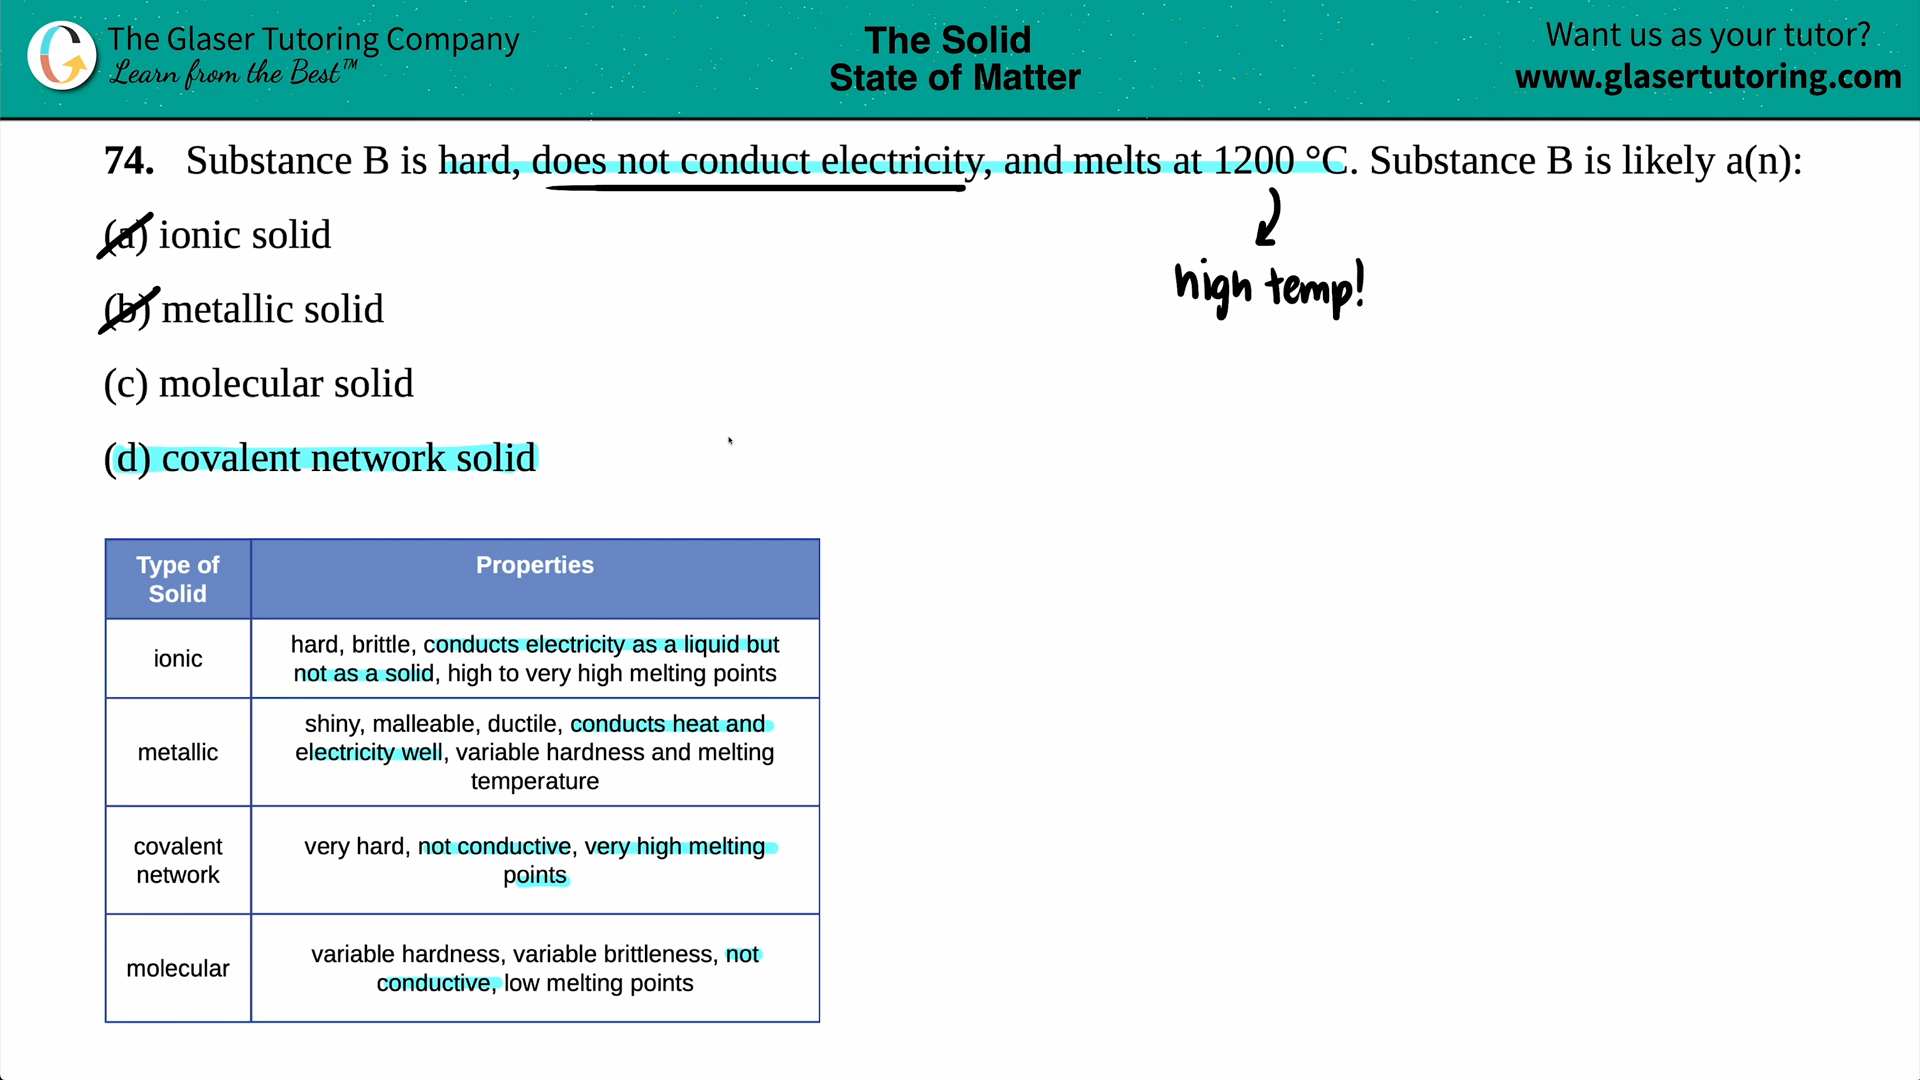 The Glaser Tutoring Company
Learn from the Best™
The Solid
State of Matter
Want us as your tutor?
www.glasertutoring.com
74. Substance B is hard, does not conduct electricity, and melts at 1200 °C. Substance B is likely a(n):
high temp!
(a) ionic solid
(b) metallic solid
(c) molecular solid
(d) covalent network solid
Type of
Solid
Properties
ionic
hard, brittle, conducts electricity as a liquid but
not as a solid, high to very high melting points
metallic
shiny, malleable, ductile, conducts heat and
electricity well, variable hardness and melting
temperature
covalent
network
very hard, not conductive, very high melting
points
molecular
variable hardness, variable brittleness, not
conductive, low melting points